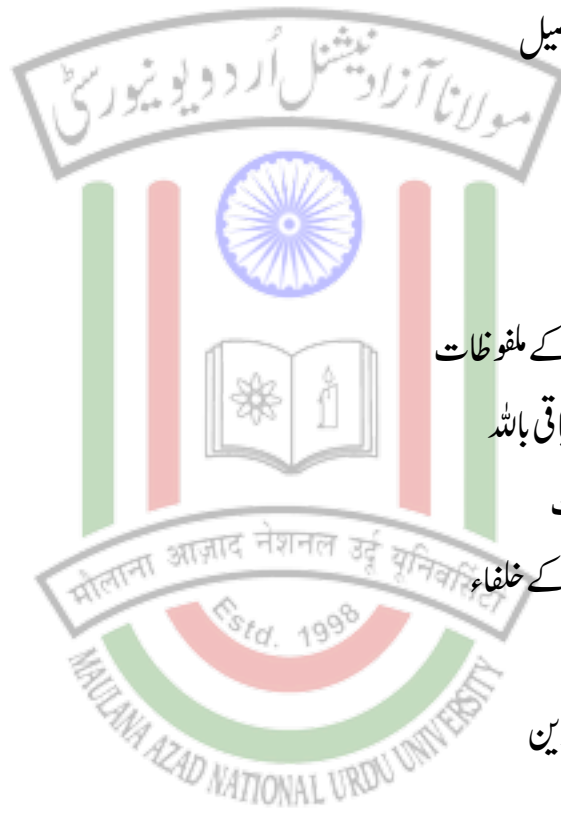 میل
مولانا آزاد نیشنل اُردو یونیورسٹی
کے ملفوظات
باقی باللہ
मौलाना आज़ाद नेशनल उर्दू यूनिवर्सिटी
کے خلفاء
Estd. 1998
ین
MAULANA AZAD NATIONAL URDU UNIVERSITY